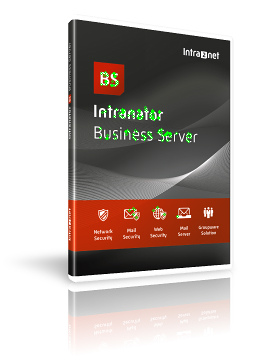 intra2net
BS
Intranator
Business Server
Network Security
Mail Security
Web Security
Mail Server
Groupware Solution